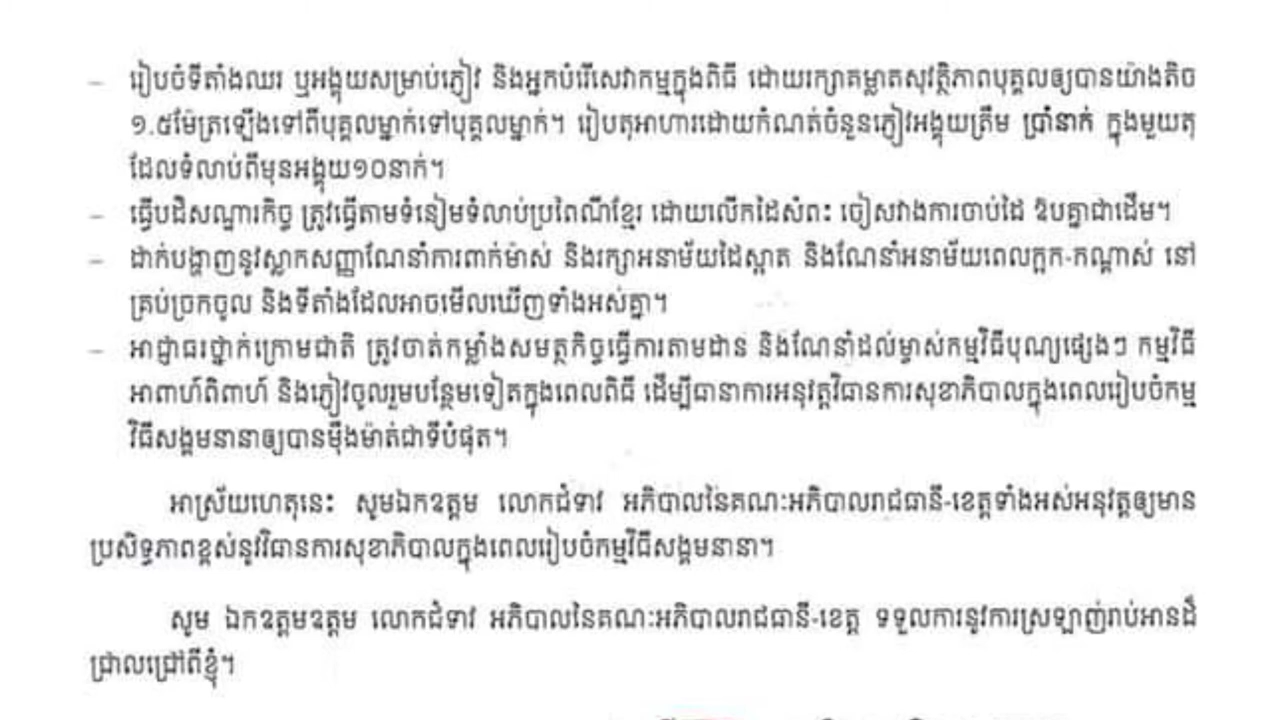 - រៀបចំទីតាំងឈរ ឬអង្គុយសម្រាប់ភ្ញៀវ និងអ្នកបំរើសេវាកម្មក្នុងពិធី ដោយរក្សាគម្លាតសុវត្ថិភាពបុគ្គលឲ្យបានយ៉ាងតិច
១.៥ម៉ែត្រឡើងទៅពីបុគ្គលម្នាក់ទៅបុគ្គលម្នាក់។ រៀបតុអាហារដោយកំណត់ចំនួនភ្ញៀវអង្គុយត្រឹម ប្រាំនាក់ ក្នុងមួយតុ
ដែលទំលាប់ពីមុនអង្គុយ១០នាក់។
- ធ្វើបដិសណ្ឋារកិច្ច ត្រូវធ្វើតាមទំនៀមទំលាប់ប្រពៃណីខ្មែរ ដោយលើកដៃសំពះ ចៀសវាងការចាប់ដៃ ឱបគ្នាជាដើម។
- ដាក់បង្ហាញនូវស្លាកសញ្ញាណែនាំការពាក់ម៉ាស់ និងរក្សាអនាម័យដៃស្អាត និងណែនាំអនាម័យពេលក្អក-កណ្តាស់ នៅ
គ្រប់ច្រកចូល និងទីតាំងដែលអាចមើលឃើញទាំងអស់គ្នា។
- អាជ្ញាធរថ្នាក់ក្រោមជាតិ ត្រូវចាត់កម្លាំងសមត្ថកិច្ចធ្វើការតាមដាន និងណែនាំដល់ម្ចាស់កម្មវិធីបុណ្យផ្សេងៗ កម្មវិធី
អាពាហ៍ពិពាហ៍ និងភ្ញៀវចូលរួមបន្ថែមទៀតក្នុងពេលពិធី ដើម្បីធានាការអនុវត្តវិធានការសុខាភិបាលក្នុងពេលរៀបចំកម្ម
វិធីសង្គមនានាឲ្យបានម៉ឺងម៉ាត់ជាទីបំផុត។
អាស្រ័យហេតុនេះ សូមឯកឧត្តម លោកជំទាវ អភិបាលនៃគណៈអភិបាលរាជធានី-ខេត្តទាំងអស់អនុវត្តឲ្យមាន
ប្រសិទ្ធភាពខ្ពស់នូវវិធានការសុខាភិបាលក្នុងពេលរៀបចំកម្មវិធីសង្គមនានា។
សូម ឯកឧត្តមឧត្តម លោកជំទាវ អភិបាលនៃគណៈអភិបាលរាជធានី-ខេត្ត ទទួលការនូវការស្រឡាញ់រាប់អានដ៏
ជ្រាលជ្រៅពីខ្ញុំ។